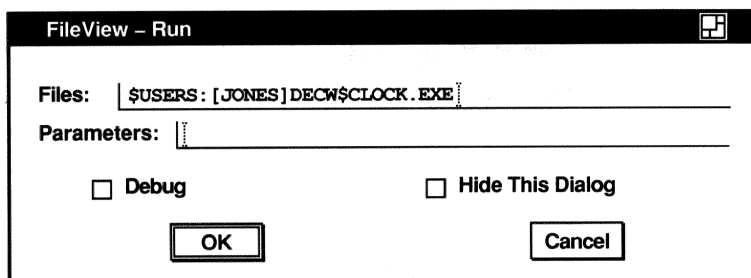 FileView – Run
Files: $USERS:[JONES]DECW$CLOCK.EXE
Parameters:
Debug Hide This Dialog
OK Cancel